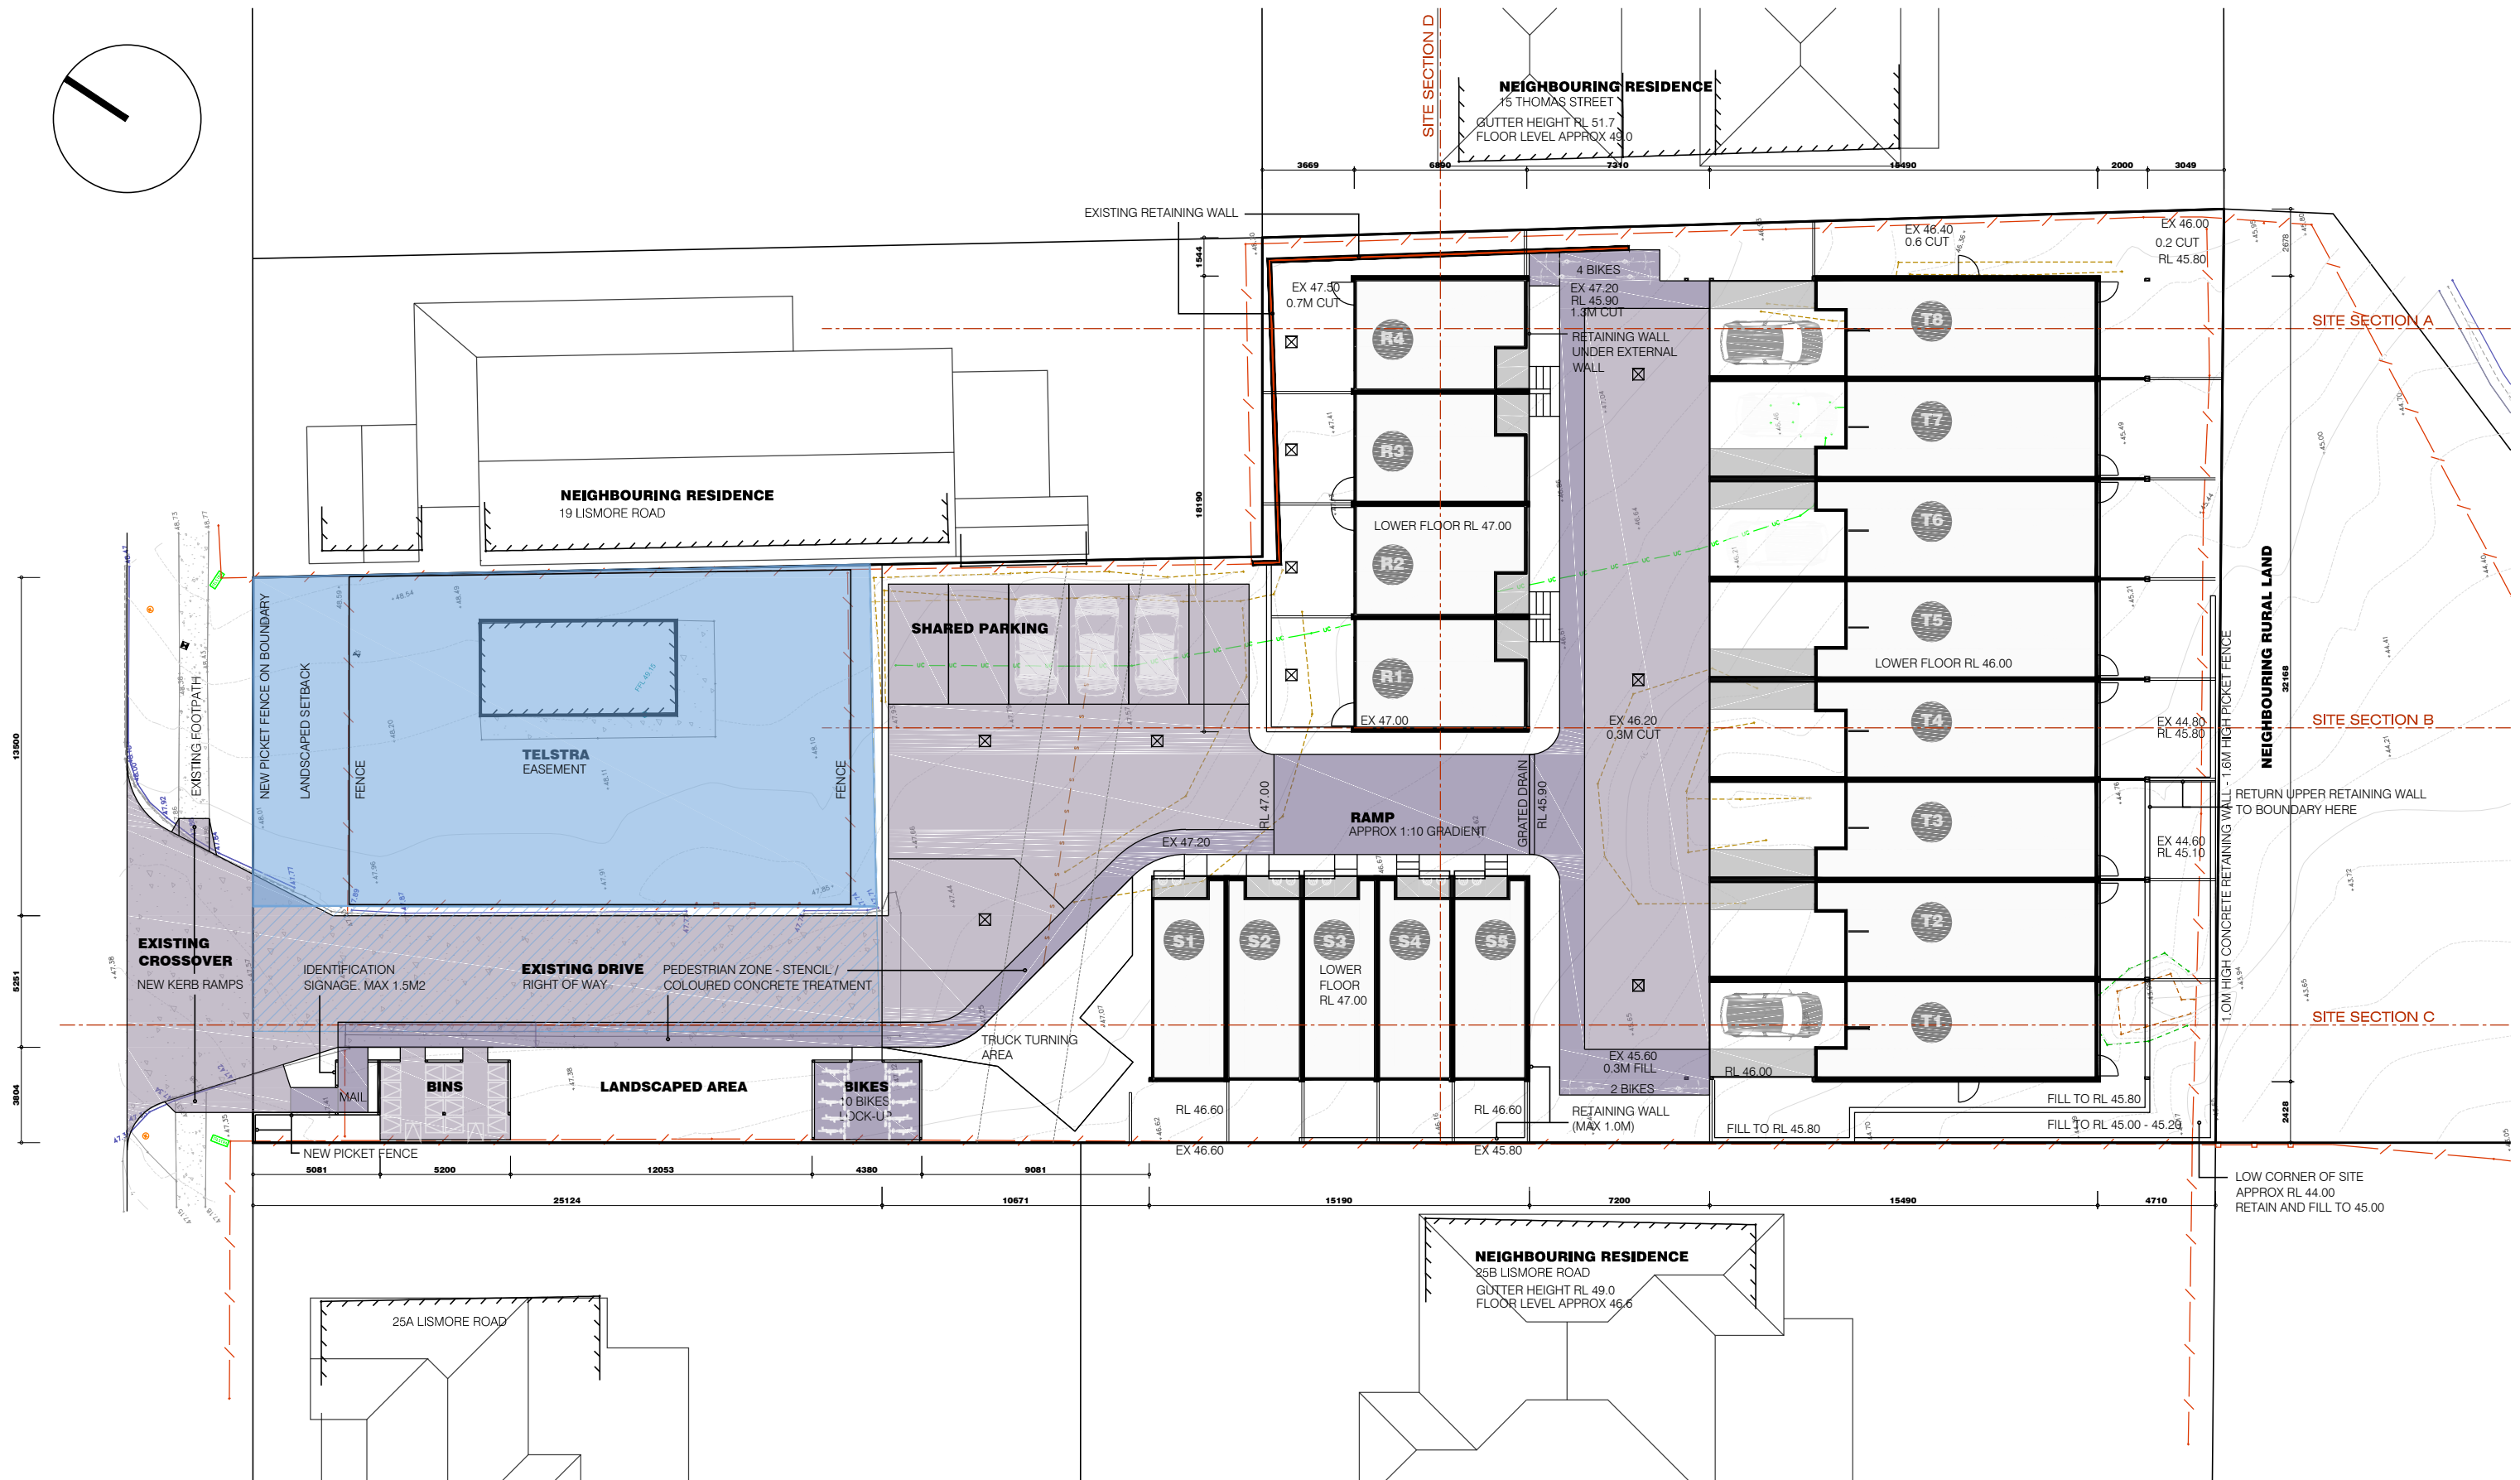 SITE SECTION D
NEIGHBOURING RESIDENCE
15 THOMAS STREET
GUTTER HEIGHT RL 51.7
FLOOR LEVEL APPROX 49.0
3669
6890
7310
15490
2000
3049
EXISTING RETAINING WALL
15444
EX 47.50
0.7M CUT
4 BIKES
EX 47.20
RL 45.90
1.3M CUT
EX 46.40
0.6 CUT
EX 46.00
0.2 CUT
RL 45.80
2678
RETAINING WALL
UNDER EXTERNAL
WALL
SITE SECTION A
R4
R3
R2
R1
T8
T7
T6
T5
T4
T3
T2
T1
NEIGHBOURING RESIDENCE
19 LISMORE ROAD
18190
LOWER FLOOR RL 47.00
EX 47.00
SHARED PARKING
NEW PICKET FENCE ON BOUNDARY
LANDSCAPED SETBACK
FENCE
TELSTRA
EASEMENT
FFL 49.15
FENCE
EXISTING FOOTPATH
13500
LOWER FLOOR RL 46.00
EX 46.20
0.3M CUT
EX 44.80
RL 45.80
SITE SECTION B
NEIGHBOURING RURAL LAND
32168
1.0M HIGH CONCRETE RETAINING WALL - 1.6M HIGH PICKET FENCE
RETURN UPPER RETAINING WALL
TO BOUNDARY HERE
EX 44.60
RL 45.10
RL 47.00
RAMP
APPROX 1:10 GRADIENT
GRATED DRAIN
RL 45.90
EX 47.20
S1
S2
S3
S4
S5
LOWER
FLOOR
RL 47.00
EXISTING
CROSSOVER
NEW KERB RAMPS
5251
IDENTIFICATION
SIGNAGE. MAX 1.5M2
EXISTING DRIVE
RIGHT OF WAY
PEDESTRIAN ZONE - STENCIL /
COLOURED CONCRETE TREATMENT
TRUCK TURNING
AREA
SITE SECTION C
3804
MAIL
BINS
LANDSCAPED AREA
BIKES
10 BIKES
LOCK-UP
EX 45.60
0.3M FILL
2 BIKES
RL 46.00
RL 46.60
RL 46.60
EX 46.60
EX 45.80
RETAINING WALL
(MAX 1.0M)
FILL TO RL 45.80
FILL TO RL 45.80
FILL TO RL 45.00 - 45.20
2428
NEW PICKET FENCE
5081
5200
12053
4380
9081
25124
10671
15190
7200
15490
4710
LOW CORNER OF SITE
APPROX RL 44.00
RETAIN AND FILL TO 45.00
25A LISMORE ROAD
NEIGHBOURING RESIDENCE
25B LISMORE ROAD
GUTTER HEIGHT RL 49.0
FLOOR LEVEL APPROX 46.6